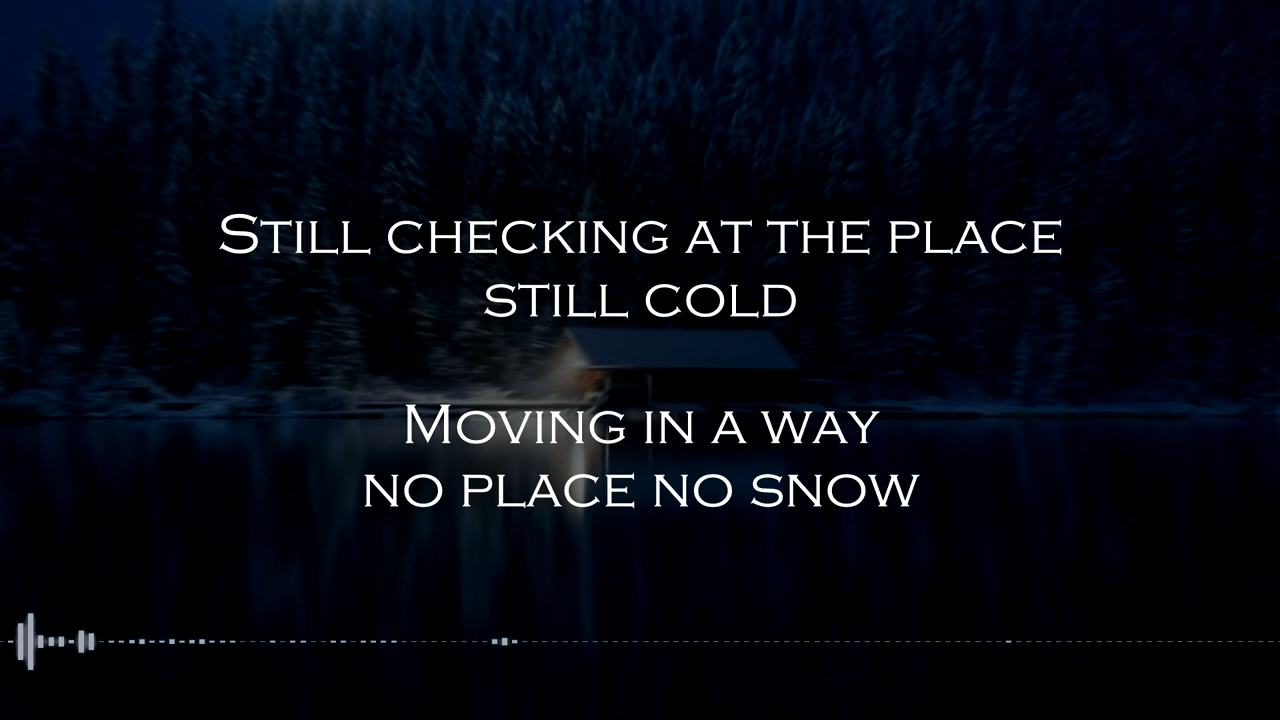 Still checking at the place
still cold
Moving in a way
no place no snow